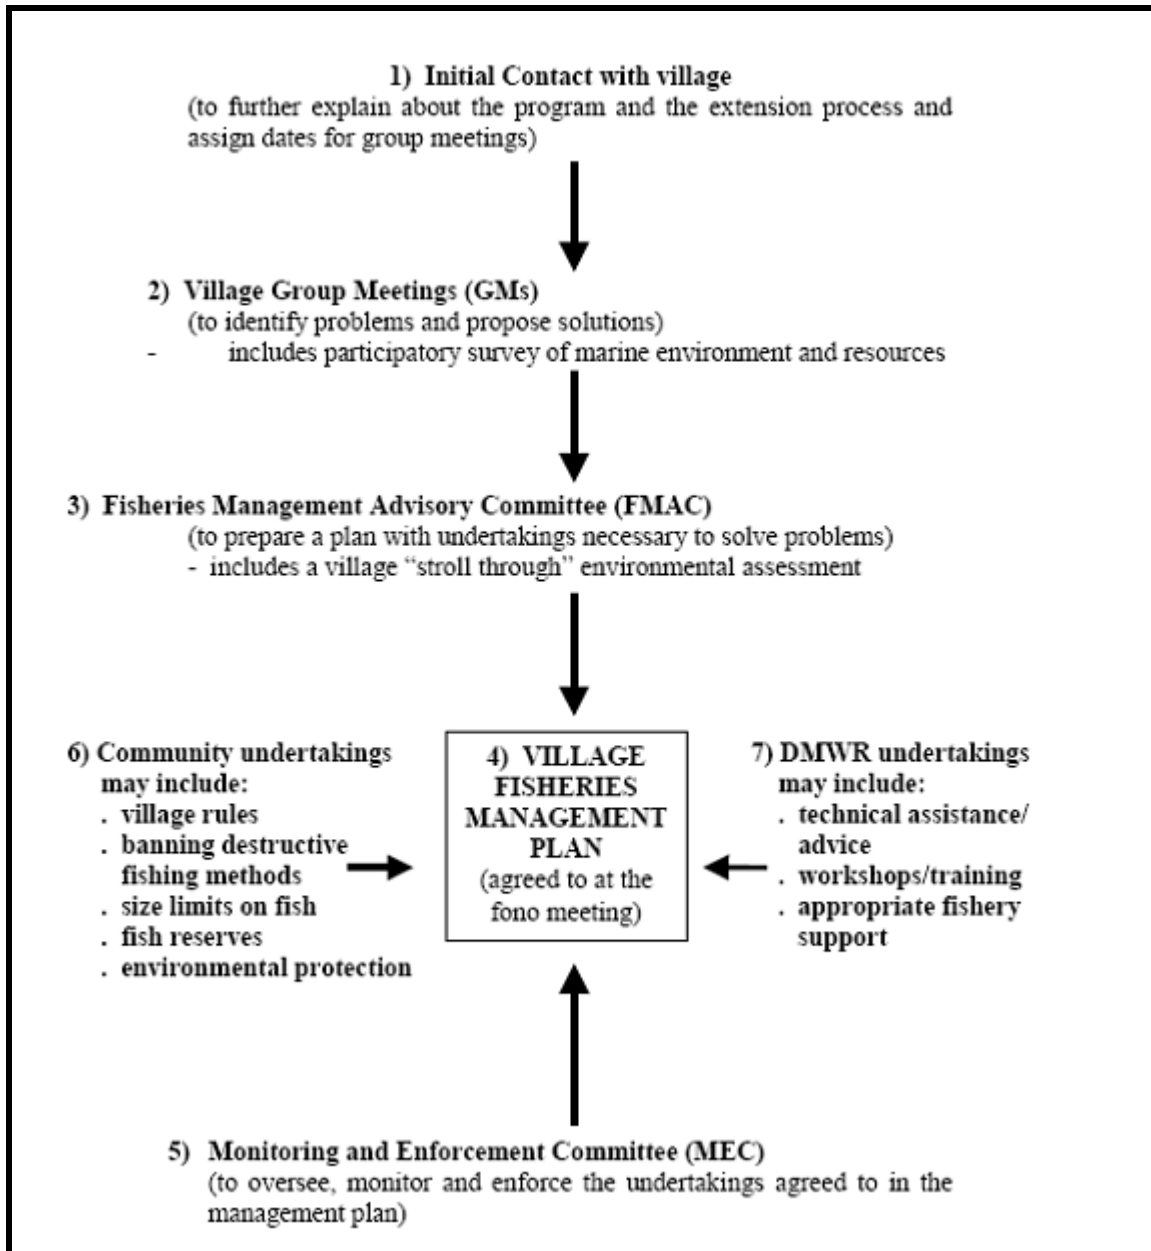 1) Initial Contact with village
(to further explain about the program and the extension process and
assign dates for group meetings)
2) Village Group Meetings (GMs)
(to identify problems and propose solutions)
- includes participatory survey of marine environment and resources
3) Fisheries Management Advisory Committee (FMAC)
(to prepare a plan with undertakings necessary to solve problems)
- includes a village “stroll through” environmental assessment
6) Community undertakings
may include:
. village rules
. banning destructive
fishing methods
. size limits on fish
. fish reserves
. environmental protection
4) VILLAGE
FISHERIES
MANAGEMENT
PLAN
(agreed to at the
fono meeting)
7) DMWR undertakings
may include:
. technical assistance/
advice
. workshops/training
. appropriate fishery
support
5) Monitoring and Enforcement Committee (MEC)
(to oversee, monitor and enforce the undertakings agreed to in the
management plan)